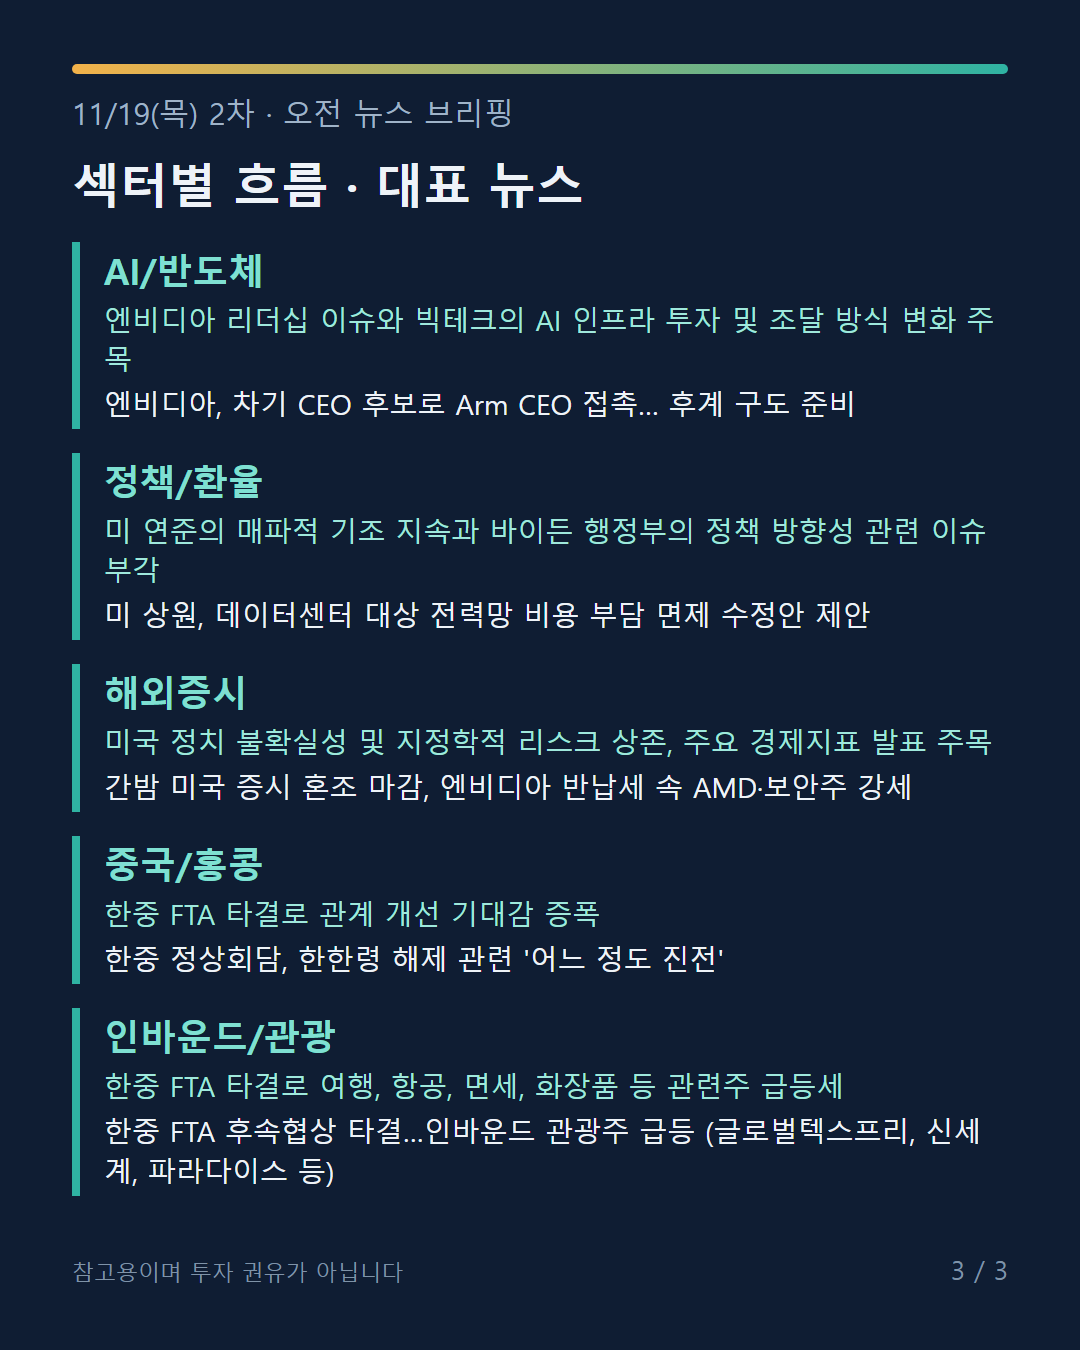 11/19(목) 2차 · 오전 뉴스 브리핑
섹터별 흐름 · 대표 뉴스
AI/반도체
엔비디아 리더십 이슈와 빅테크의 AI 인프라 투자 및 조달 방식 변화 주
목
엔비디아, 차기 CEO 후보로 Arm CEO 접촉... 후계 구도 준비
정책/환율
미 연준의 매파적 기조 지속과 바이든 행정부의 정책 방향성 관련 이슈
부각
미 상원, 데이터센터 대상 전력망 비용 부담 면제 수정안 제안
해외증시
미국 정치 불확실성 및 지정학적 리스크 상존, 주요 경제지표 발표 주목
간밤 미국 증시 혼조 마감, 엔비디아 반납세 속 AMD·보안주 강세
중국/홍콩
한중 FTA 타결로 관계 개선 기대감 증폭
한중 정상회담, 한한령 해제 관련 '어느 정도 진전'
인바운드/관광
한중 FTA 타결로 여행, 항공, 면세, 화장품 등 관련주 급등세
한중 FTA 후속협상 타결...인바운드 관광주 급등 (글로벌텍스프리, 신세
계, 파라다이스 등)
참고용이며 투자 권유가 아닙니다
3 / 3